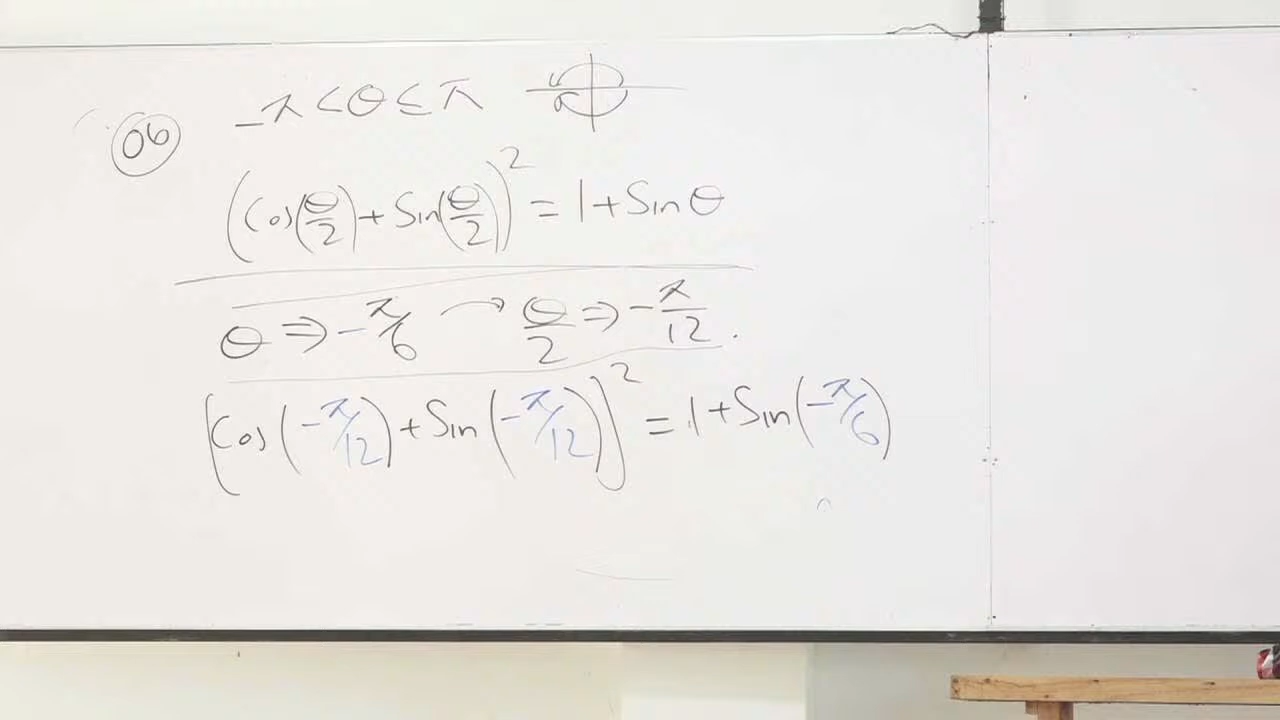 06 -π < θ ≤ π
(Cos(θ/2) + Sin(θ/2))² = 1 + Sin θ
θ ⇒ -π/6 → θ/2 ⇒ -π/12.
[Cos(-π/12) + Sin(-π/12)]² = 1 + Sin(-π/6)